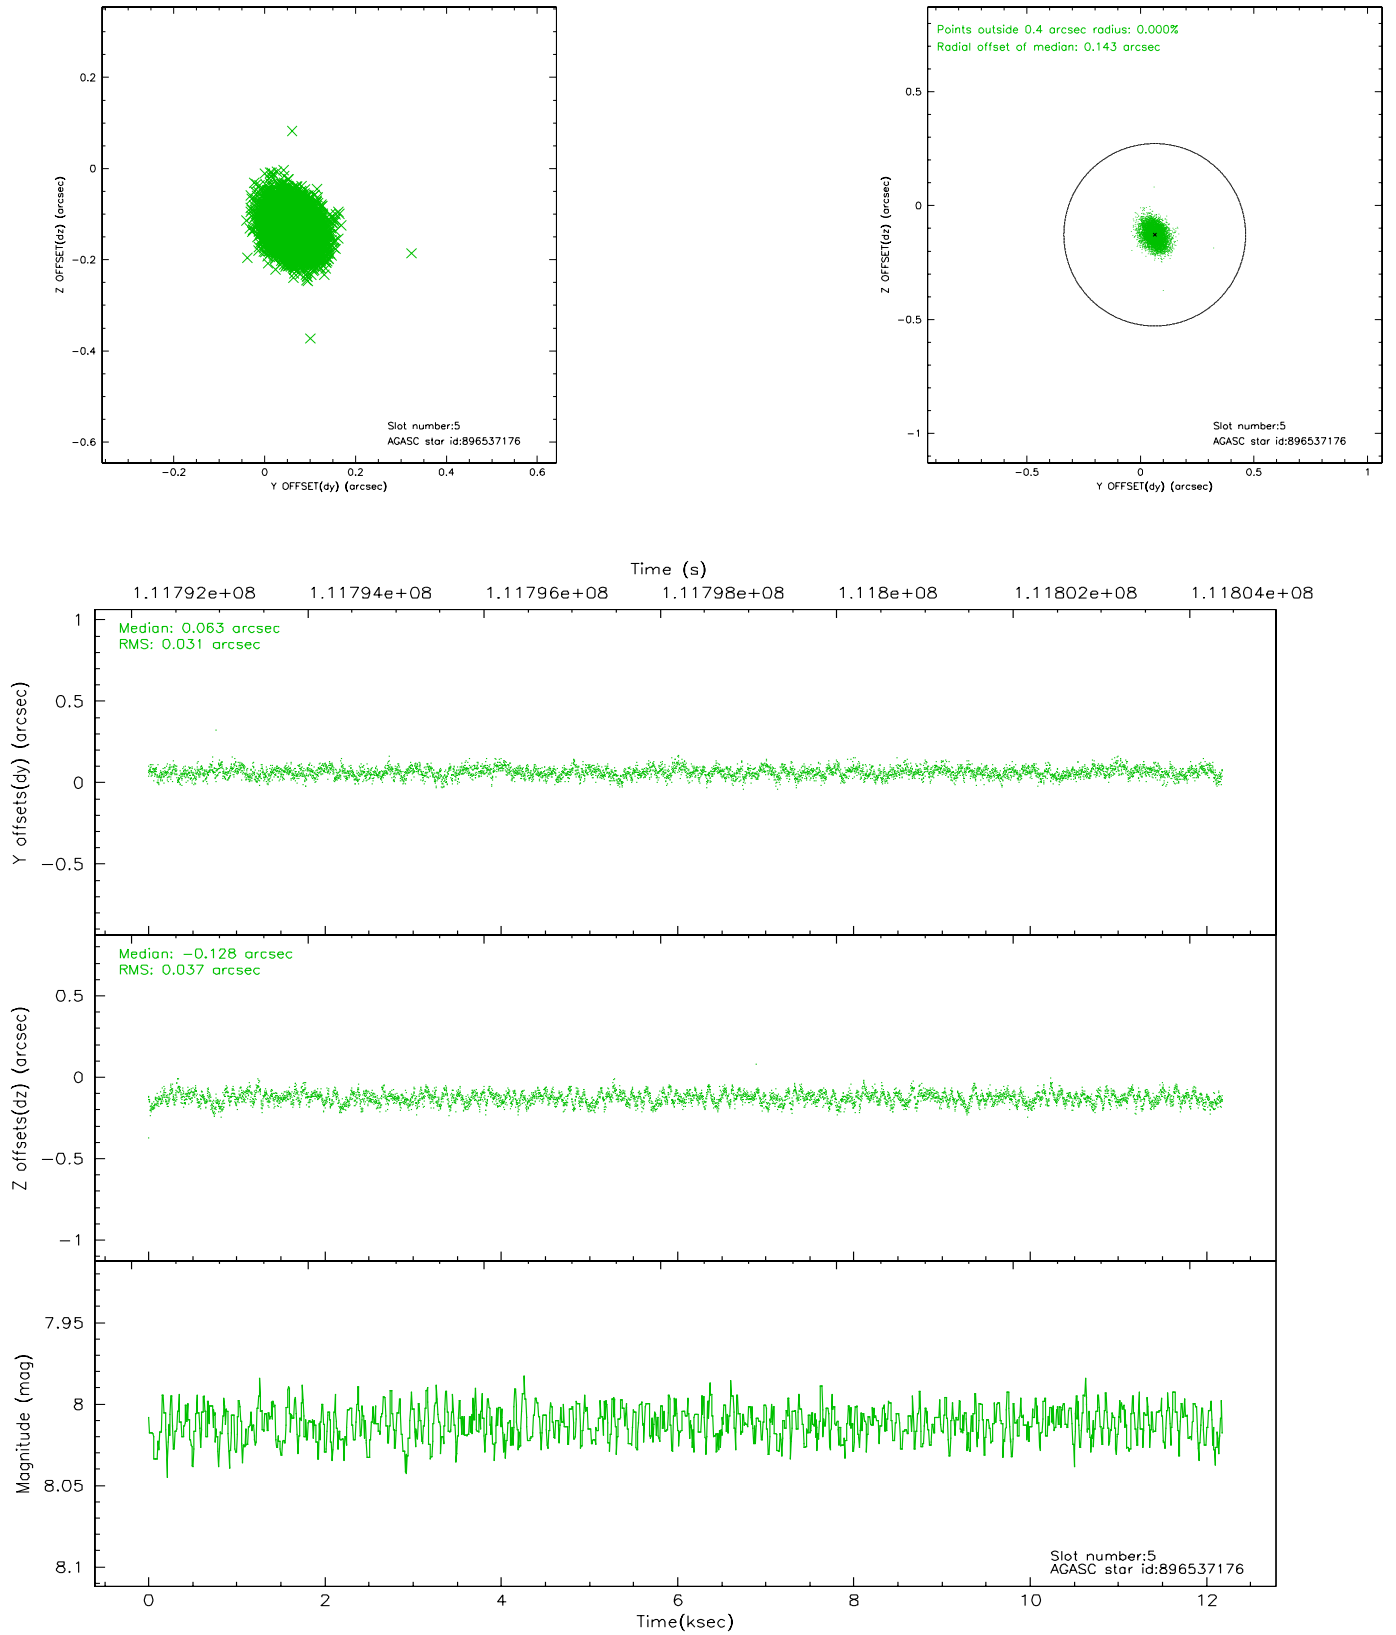 0.2
0
-0.2
-0.4
-0.6
Z OFFSET(dz) (arcsec)
Slot number:5
AGASC star id:896537176
-0.2 0 0.2 0.4 0.6
Y OFFSET(dy) (arcsec)
Points outside 0.4 arcsec radius: 0.000%
Radial offset of median: 0.143 arcsec
0.5
0
-0.5
-1
Z OFFSET(dz) (arcsec)
Slot number:5
AGASC star id:896537176
-0.5 0 0.5 1
Y OFFSET(dy) (arcsec)
Time (s)
1.11792e+08 1.11794e+08 1.11796e+08 1.11798e+08 1.118e+08 1.11802e+08 1.11804e+08
Median: 0.063 arcsec
RMS: 0.031 arcsec
1
0.5
0
-0.5
Y offsets(dy) (arcsec)
Median: -0.128 arcsec
RMS: 0.037 arcsec
0.5
0
-0.5
-1
Z offsets(dz) (arcsec)
7.95
8
8.05
8.1
Magnitude (mag)
Slot number:5
AGASC star id:896537176
0 2 4 6 8 10 12
Time(ksec)